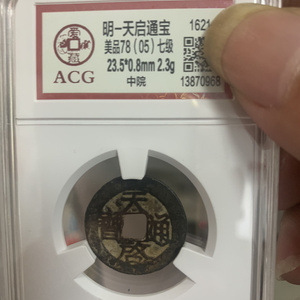 明-天启通宝
1621
美品78(05)七级
23.5*0.8mm 2.3g
中院
13870968
ACG
天啓通寶